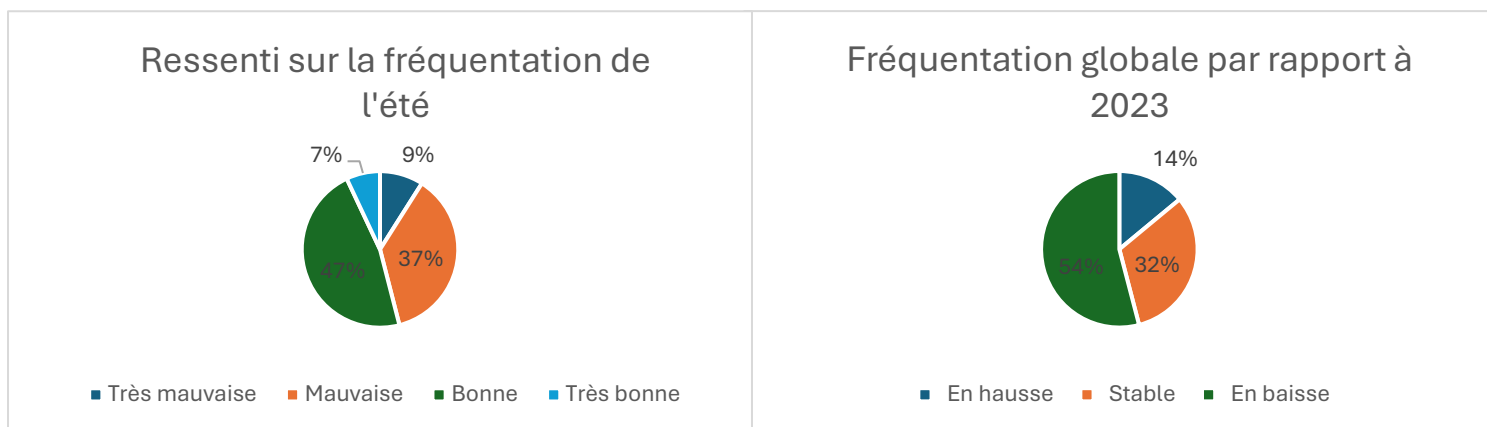 Ressenti sur la fréquentation de
l'été
7%
9%
37%
47%
Très mauvaise
Mauvaise
Bonne
Très bonne
Fréquentation globale par rapport à
2023
14%
32%
54%
En hausse
Stable
En baisse